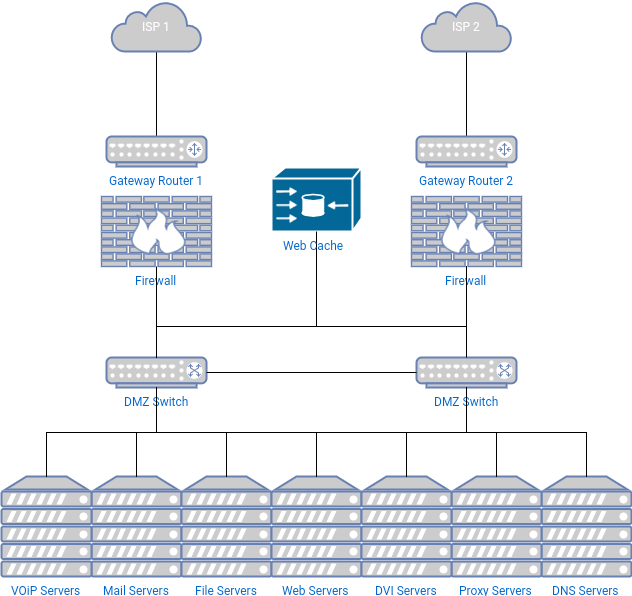 ISP 1
ISP 2
Gateway Router 1
Gateway Router 2
Web Cache
Firewall
Firewall
DMZ Switch
DMZ Switch
VOiP Servers
Mail Servers
File Servers
Web Servers
DVI Servers
Proxy Servers
DNS Servers